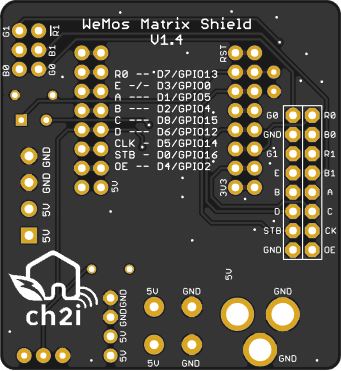 WeMos Matrix Shield
V1.4
G1 R1
B1
B0 G0
RST
R0 -- D7/GPIO13
E -/- D3/GPIO0
A --- D1/GPIO5
B --- D2/GPIO4
C --- D8/GPIO15
D --- D6/GPIO12
CLK - D5/GPIO14
STB - D0/GPIO16
OE -- D4/GPIO2
5V
3V3
G0 R0
GND B0
G1 R1
E B1
B A
D C
STB CK
GND OE
GND
GND
5V
5V
ch2i
GND
GND
5V
5V
5V GND
5V GND
5V
GND
GND